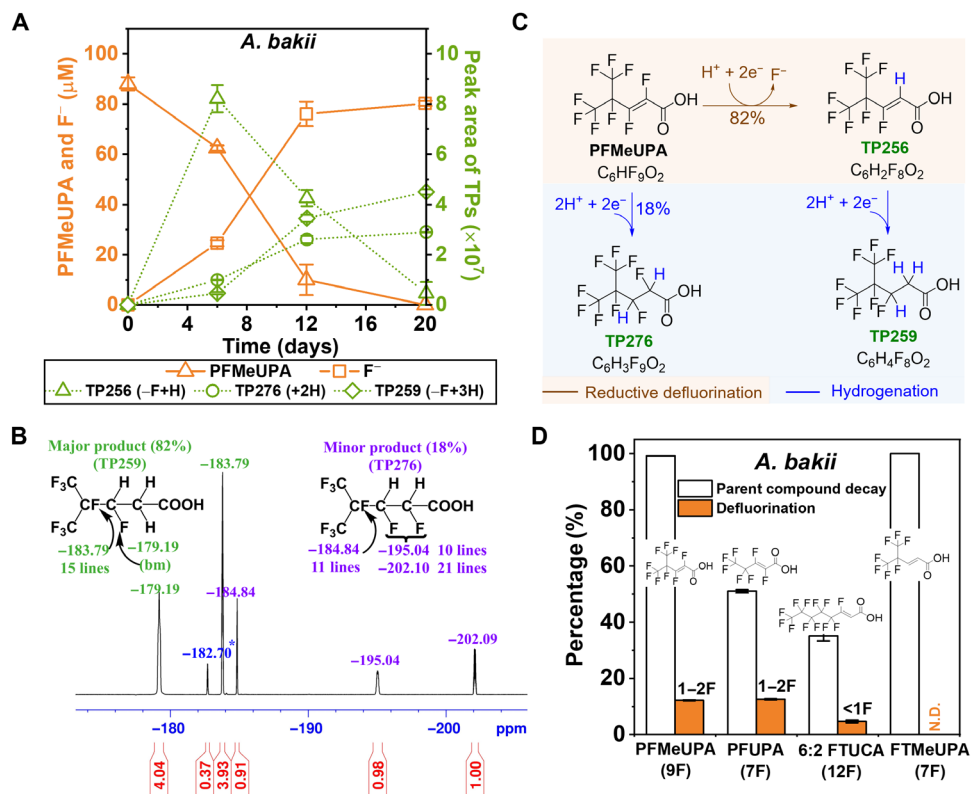 A
A. bakii
PFMeUPA and F⁻ (μM)
100
80
60
40
20
0
10
8
6
4
2
0
Peak area of TPs (×10⁷)
0
6
12
20
Time (days)
PFMeUPA
F⁻
TP256 (−F+H)
TP276 (+2H)
TP259 (−F+3H)
B
Major product (82%)
(TP259)
F₃C
F
H
H
COOH
F₃C
F
H
−183.79
15 lines
−179.19
(bm)
Minor product (18%)
(TP276)
F₃C
F
H
H
COOH
F₃C
F
F
−184.84
11 lines
−195.04 10 lines
−202.10 21 lines
−183.79
−179.19
−184.84
−182.70
*
−195.04
−202.09
−180
−190
−200
ppm
4.04
0.37
3.93
0.91
0.98
1.00
C
PFMeUPA
C₆HF₉O₂
H⁺ + 2e⁻
F⁻
82%
TP256
C₆H₂F₈O₂
2H⁺ + 2e⁻
18%
2H⁺ + 2e⁻
TP276
C₆H₃F₉O₂
TP259
C₆H₄F₈O₂
Reductive defluorination
Hydrogenation
D
A. bakii
Parent compound decay
Defluorination
Percentage (%)
100
80
60
40
20
0
1−2F
1−2F
<1F
N.D.
PFMeUPA
(9F)
PFUPA
(7F)
6:2 FTUCA
(12F)
FTMeUPA
(7F)